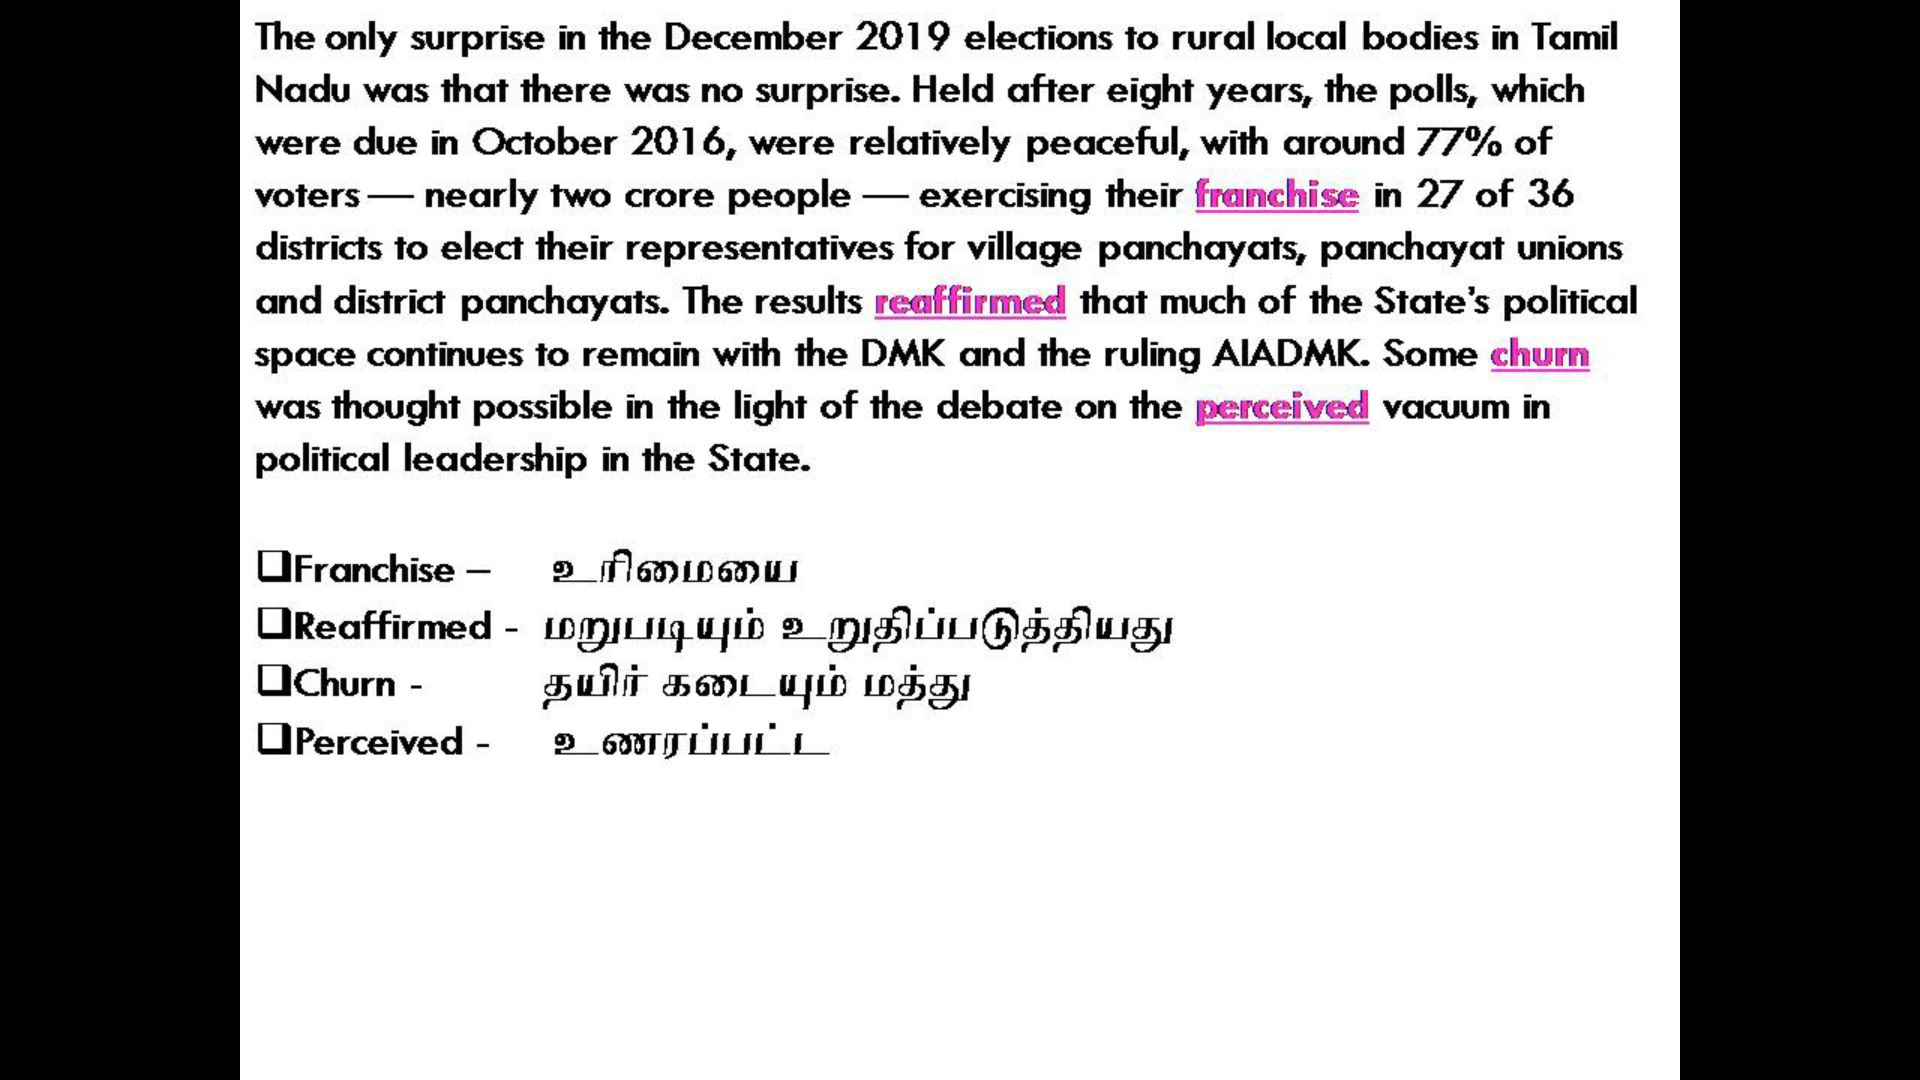 The only surprise in the December 2019 elections to rural local bodies in Tamil
Nadu was that there was no surprise. Held after eight years, the polls, which
were due in October 2016, were relatively peaceful, with around 77% of
voters — nearly two crore people — exercising their franchise in 27 of 36
districts to elect their representatives for village panchayats, panchayat unions
and district panchayats. The results reaffirmed that much of the State’s political
space continues to remain with the DMK and the ruling AIADMK. Some churn
was thought possible in the light of the debate on the perceived vacuum in
political leadership in the State.
❑Franchise – உரிமையை
❑Reaffirmed - மறுபடியும் உறுதிப்படுத்தியது
❑Churn - தயிர் கடையும் மத்து
❑Perceived - உணரப்பட்ட